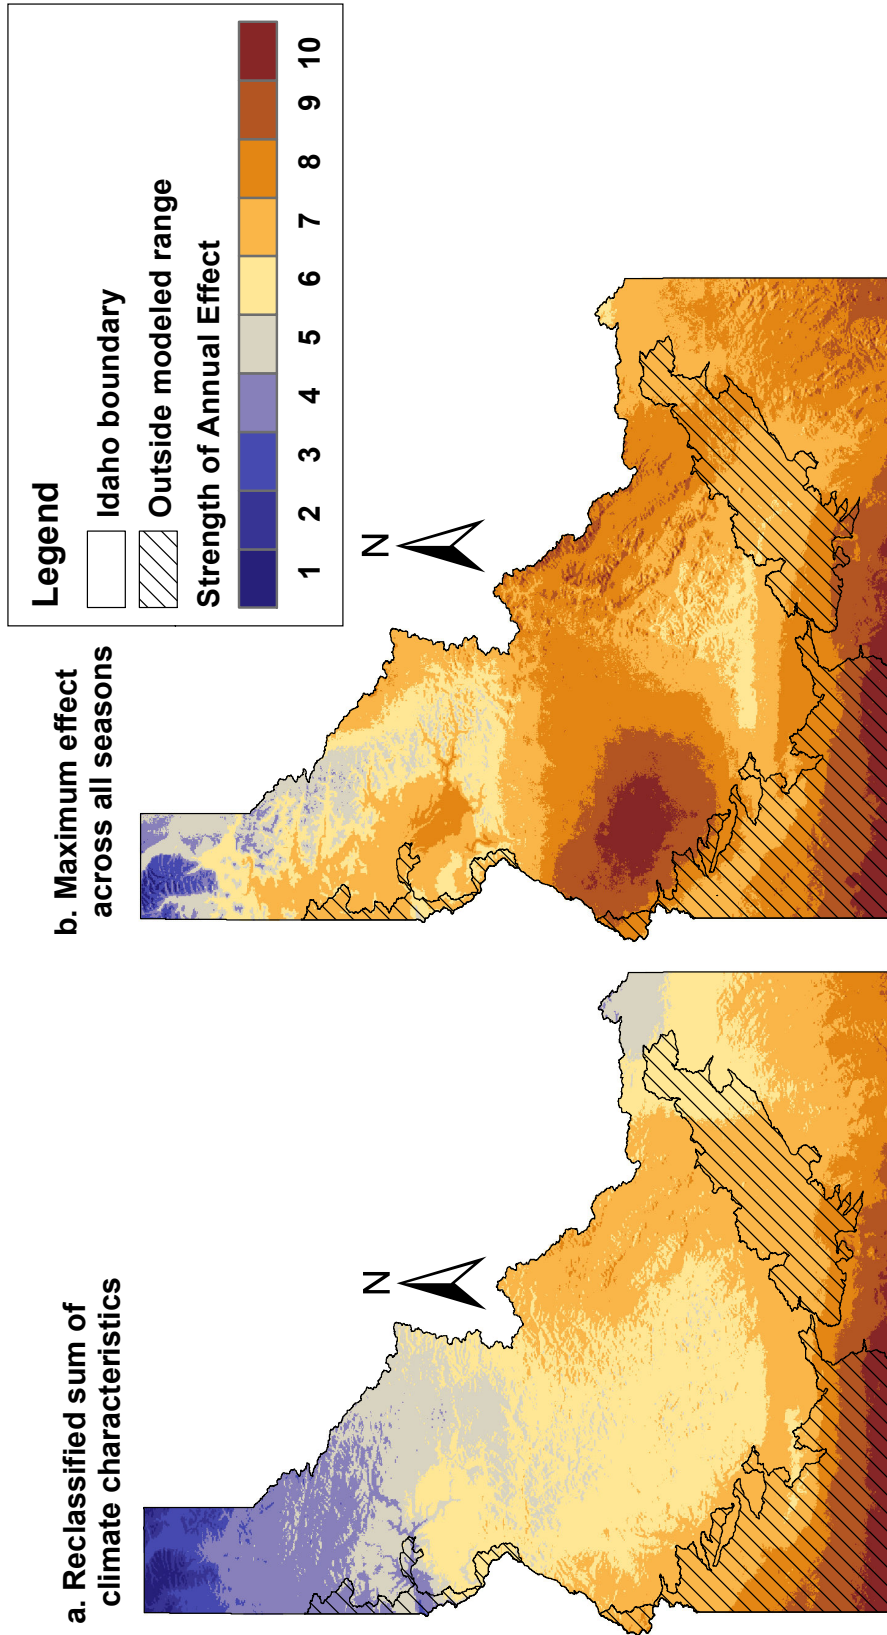 a. Reclassified sum of
climate characteristics
N
b. Maximum effect
across all seasons
N
Legend
Idaho boundary
Outside modeled range
Strength of Annual Effect
1 2 3 4 5 6 7 8 9 10